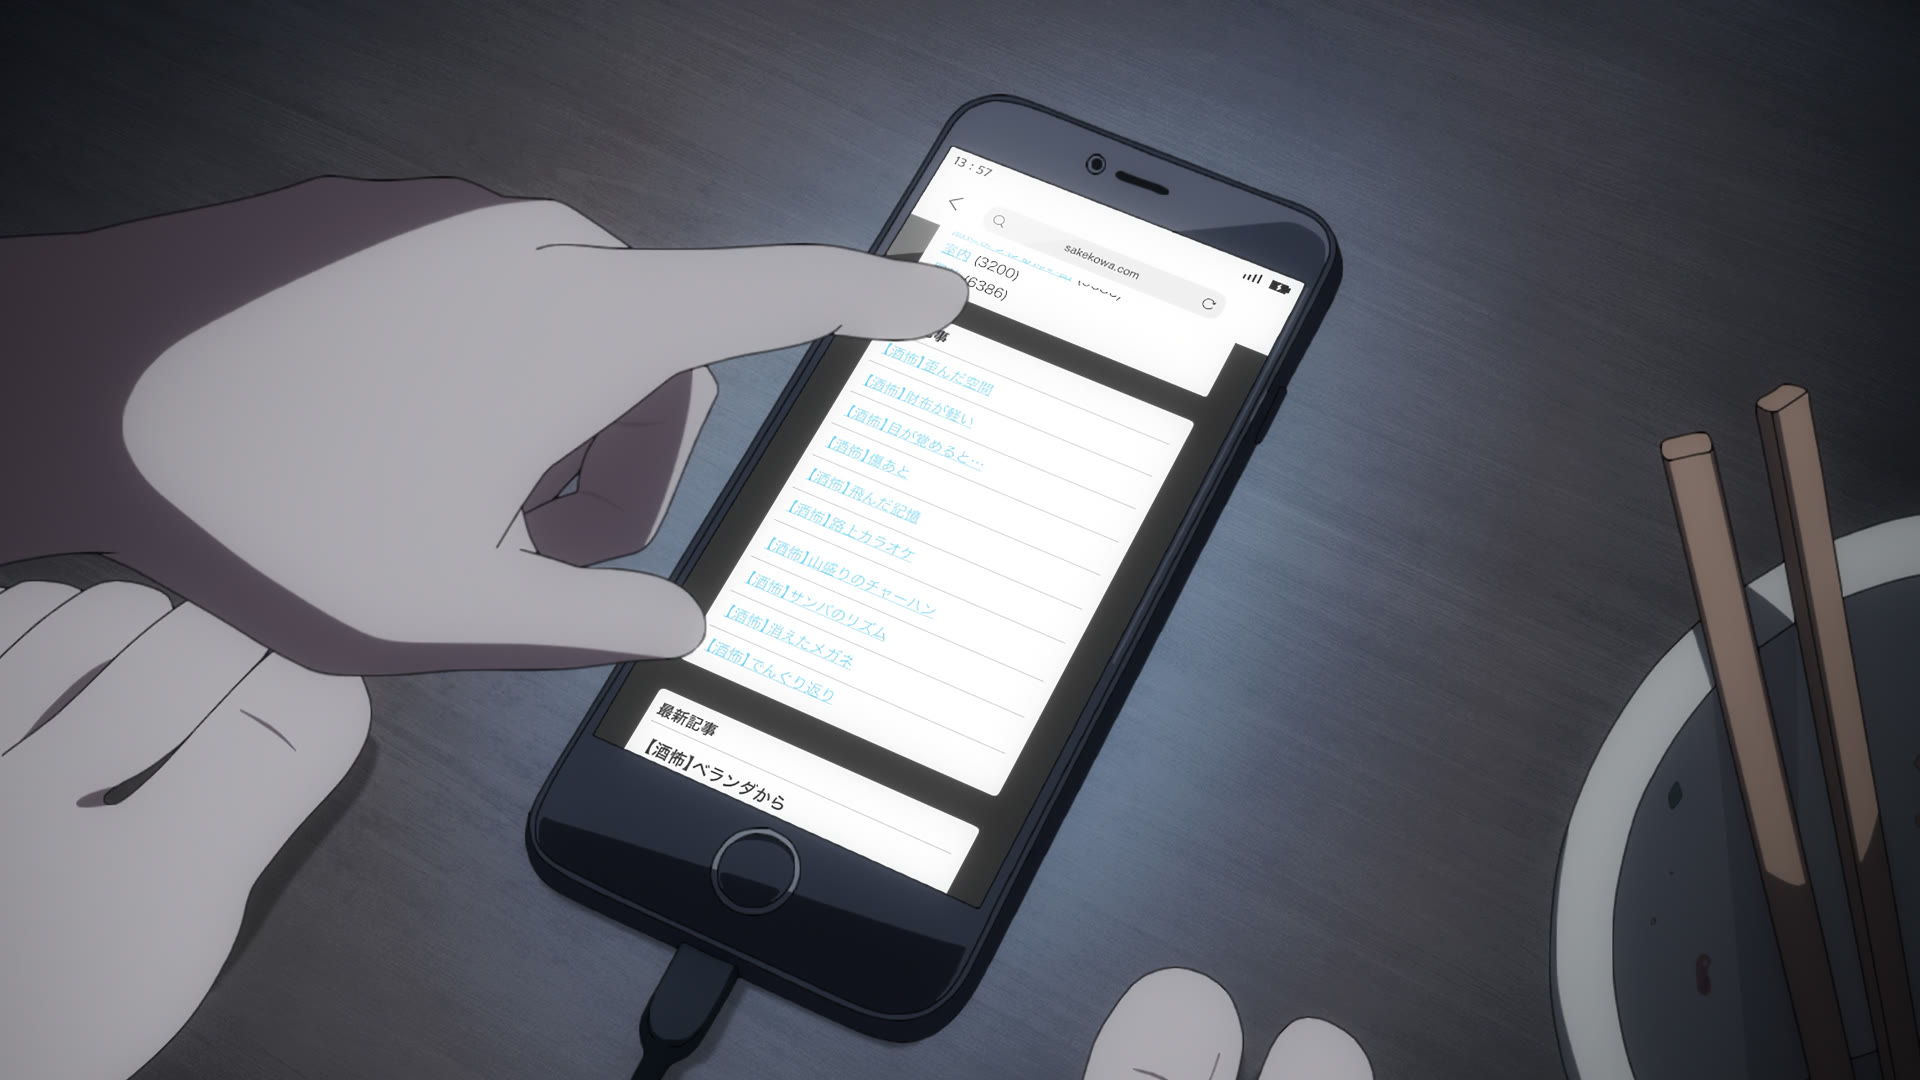 13:57
sakekowa.com
室内 (3200)
(6386)
事
【酒怖】歪んだ空間
【酒怖】財布が軽い
【酒怖】目が覚めると…
【酒怖】傷あと
【酒怖】飛んだ記憶
【酒怖】路上カラオケ
【酒怖】山盛りのチャーハン
【酒怖】サンバのリズム
【酒怖】消えたメガネ
【酒怖】でんぐり返り
最新記事
【酒怖】ベランダから